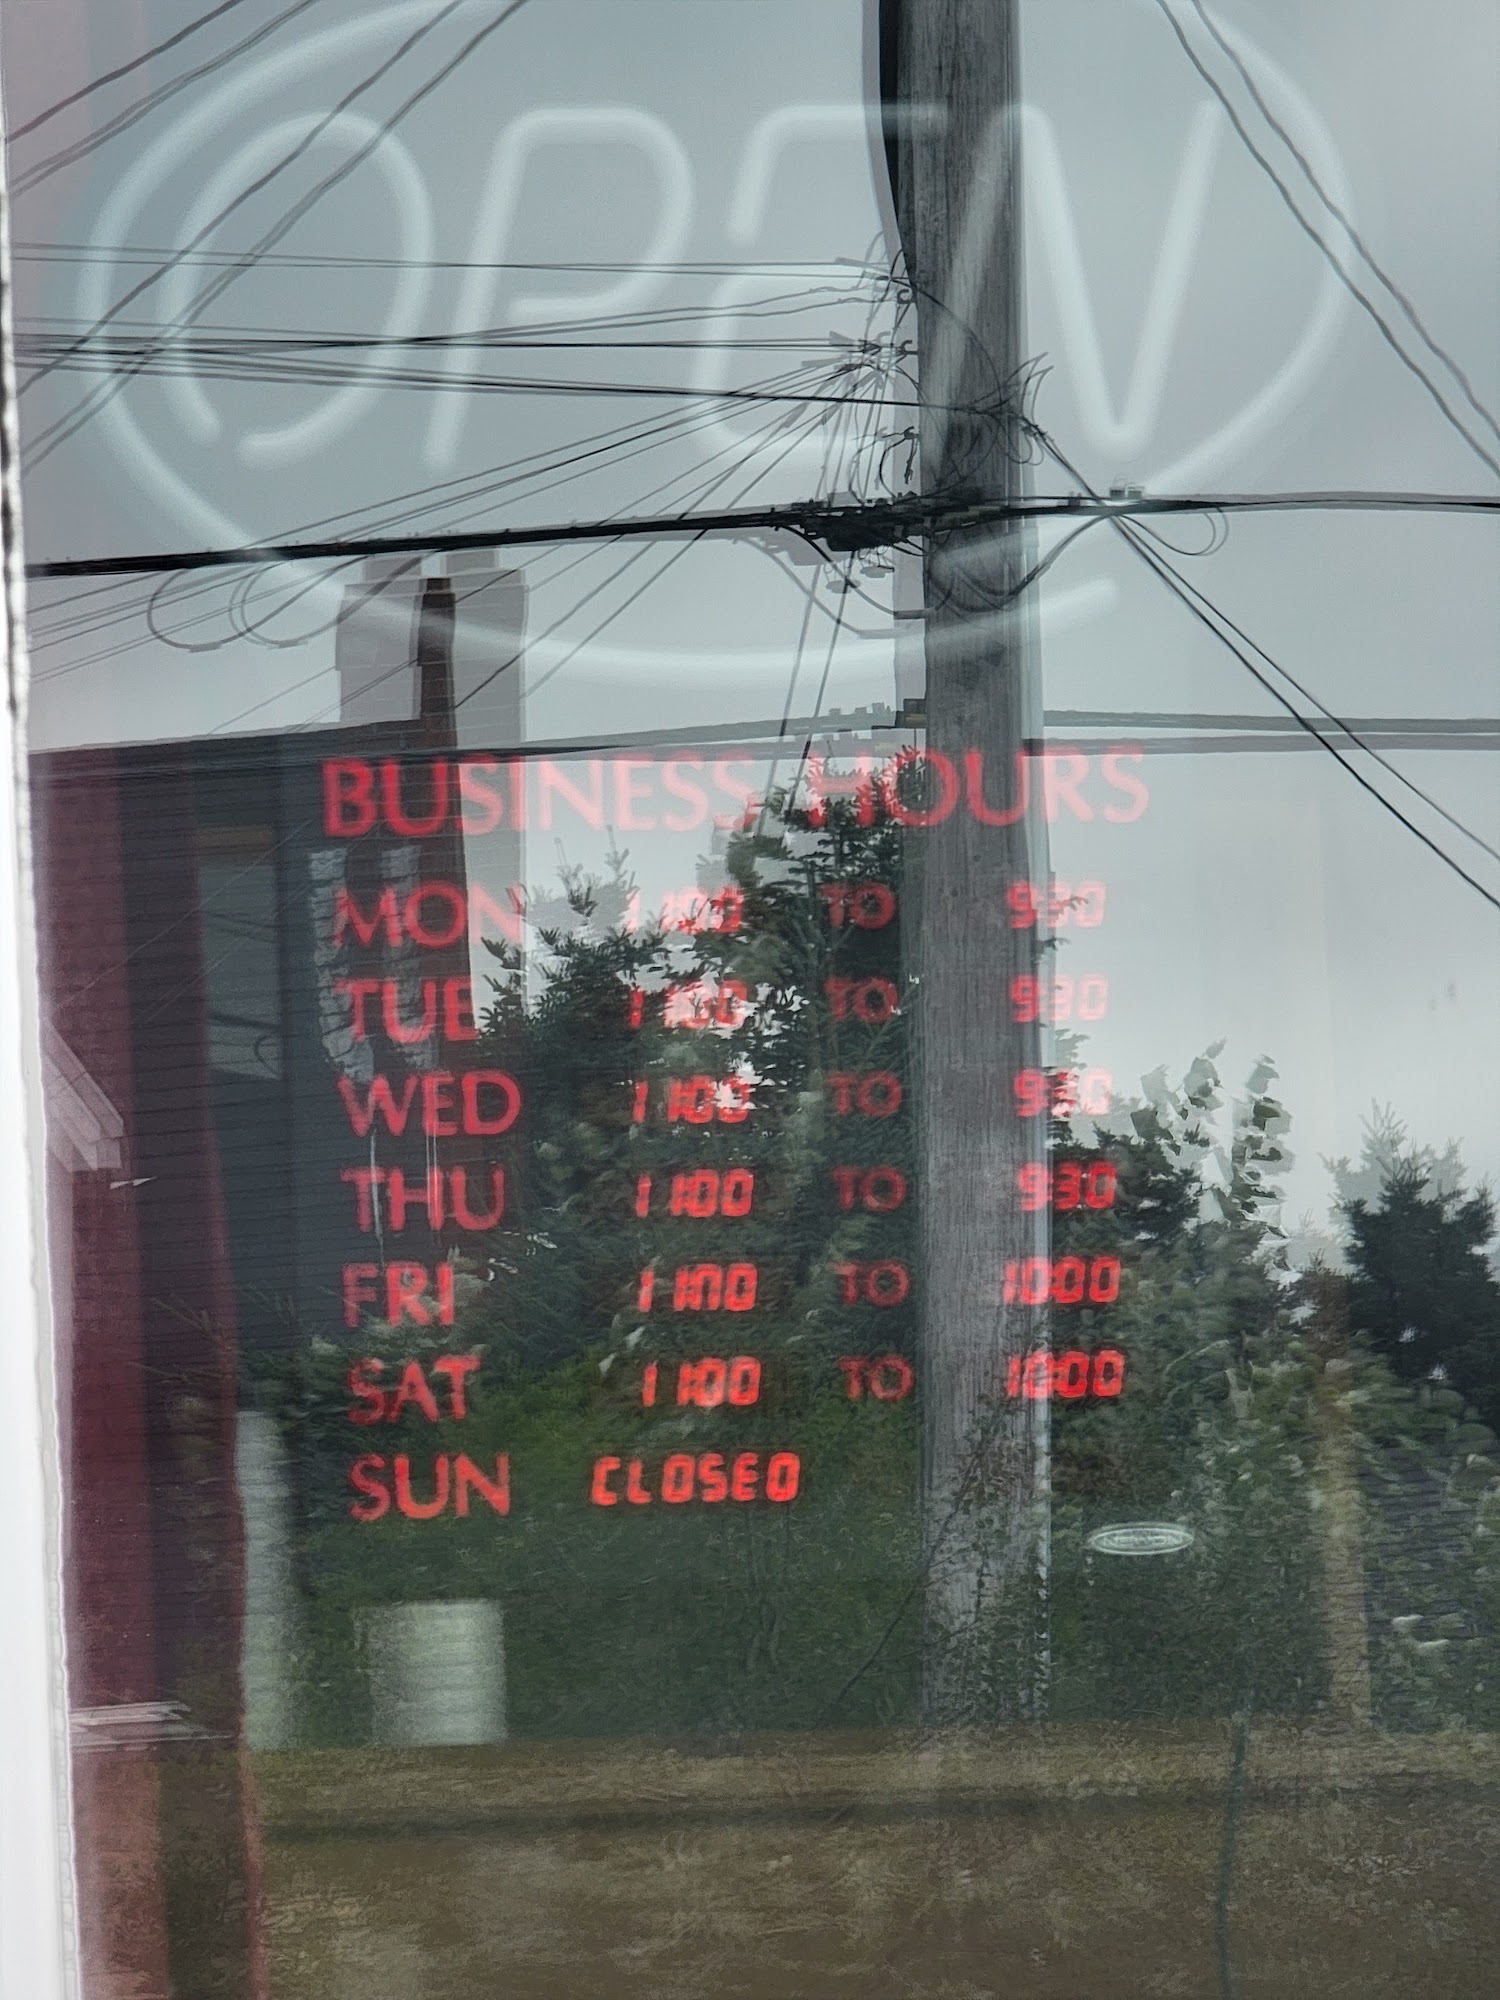 OPEN
BUSINESS HOURS
MON 11:00 TO 9:30
TUE 11:00 TO 9:30
WED 11:00 TO 9:30
THU 11:00 TO 9:30
FRI 11:00 TO 10:00
SAT 11:00 TO 10:00
SUN CLOSED